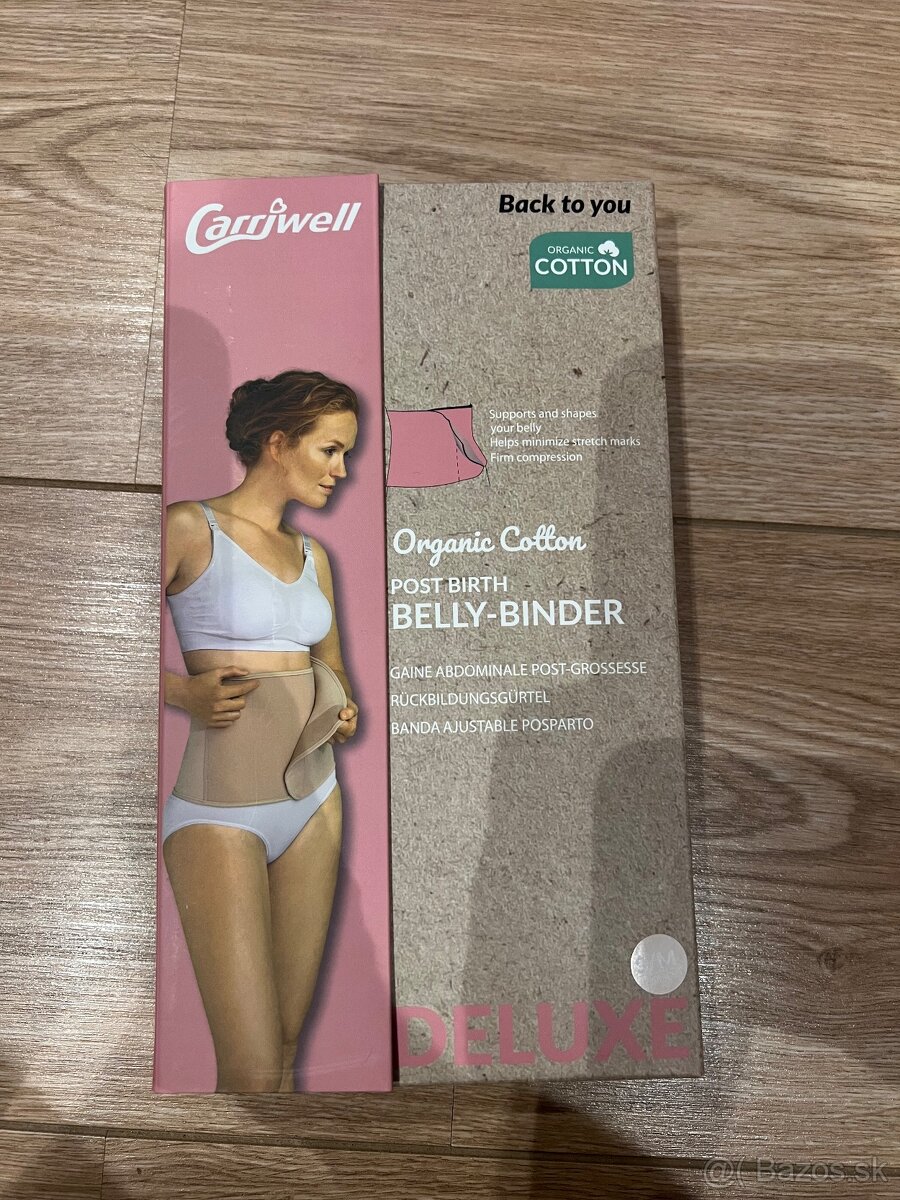 Carriwell
Back to you
ORGANIC
COTTON
Supports and shapes
your belly
Helps minimize stretch marks
Firm compression
Organic Cotton
POST BIRTH
BELLY-BINDER
GAINE ABDOMINALE POST-GROSSESSE
RÜCKBILDUNGSGÜRTEL
BANDA AJUSTABLE POSPARTO
DELUXE
Bazos.sk